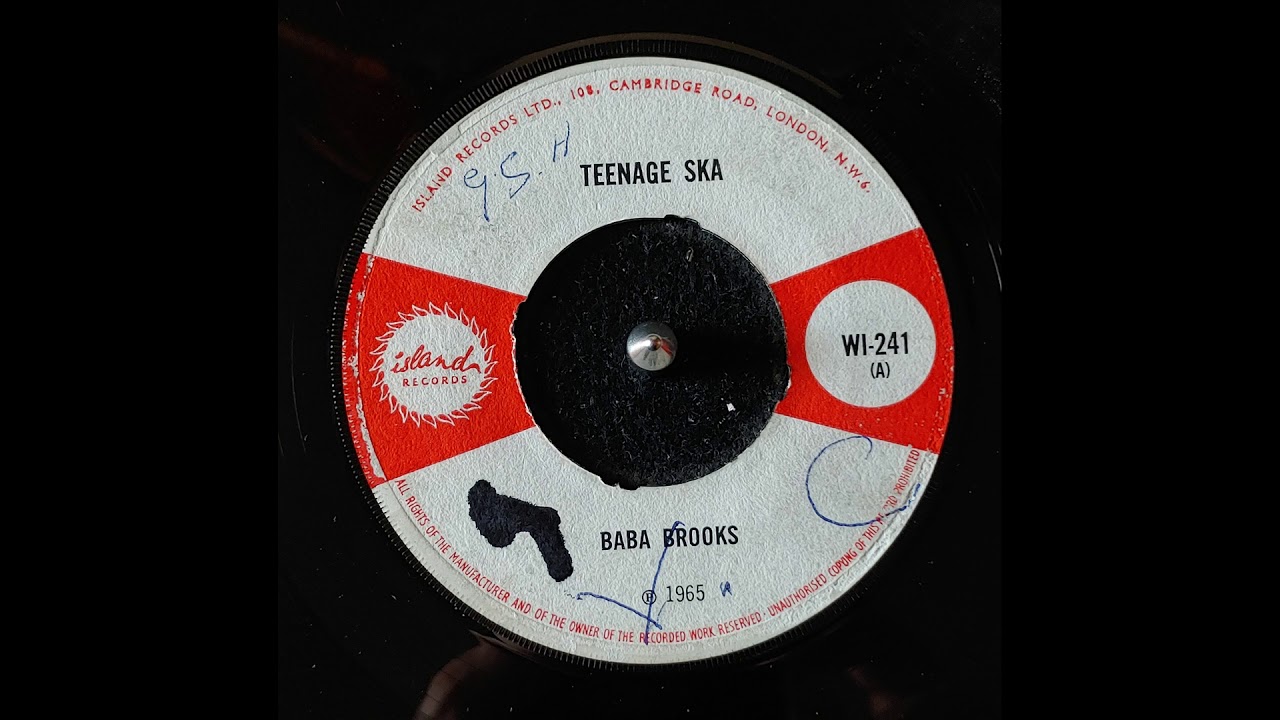 ISLAND RECORDS LTD., 108, CAMBRIDGE ROAD, LONDON, N.W.6.
G.S.H
TEENAGE SKA
island
RECORDS
WI-241
(A)
BABA BROOKS
℗ 1965
ALL RIGHTS OF THE MANUFACTURER AND OF THE OWNER OF THE RECORDED WORK RESERVED · UNAUTHORISED COPYING OF THIS PROHIBITED